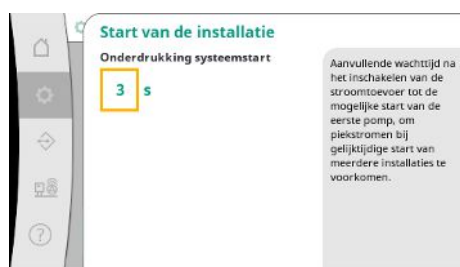 Start van de installatie
Onderdrukking systeemstart
3 s
Aanvullende wachttijd na
het inschakelen van de
stroomtoevoer tot de
mogelijke start van de
eerste pomp, om
piekstromen bij
gelijktijdige start van
meerdere installaties te
voorkomen.
?